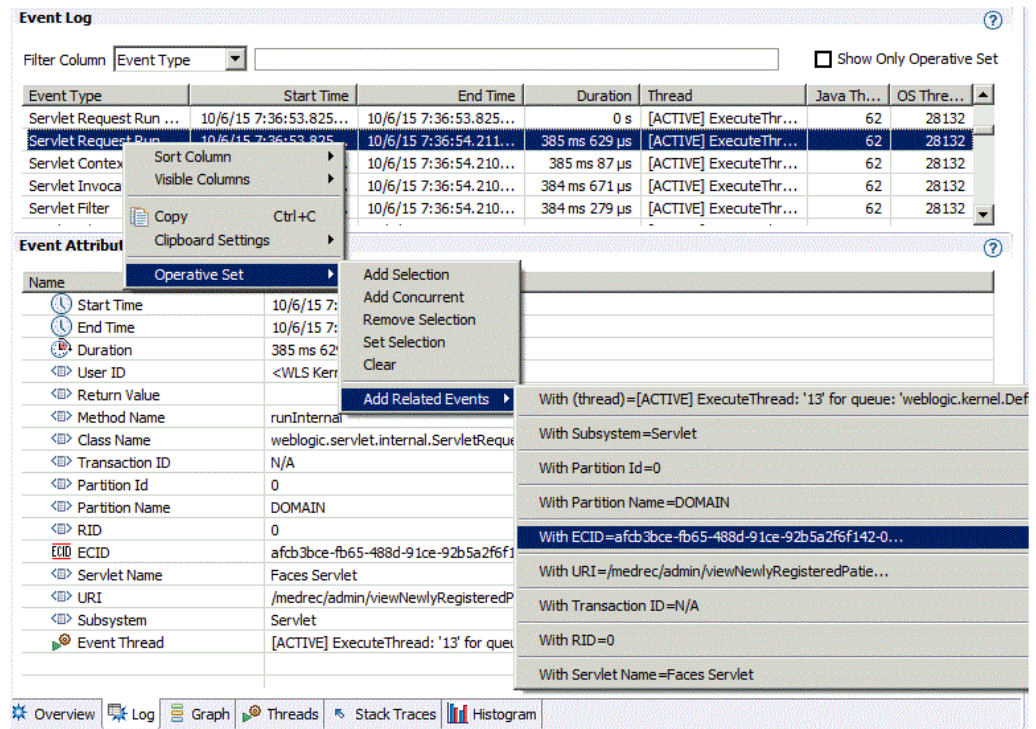 Event Log
Filter Column Event Type Show Only Operative Set
Event Type Start Time End Time Duration Thread Java Th... OS Thre...
Servlet Request Run ... 10/6/15 7:36:53.825... 10/6/15 7:36:53.825... 0 s [ACTIVE] ExecuteThr... 62 28132
Servlet Request Run ... 10/6/15 7:36:53.825... 10/6/15 7:36:54.211... 385 ms 629 µs [ACTIVE] ExecuteThr... 62 28132
Servlet Contex 10/6/15 7:36:54.210... 385 ms 87 µs [ACTIVE] ExecuteThr... 62 28132
Servlet Invoca 10/6/15 7:36:54.210... 384 ms 671 µs [ACTIVE] ExecuteThr... 62 28132
Servlet Filter 10/6/15 7:36:54.210... 384 ms 279 µs [ACTIVE] ExecuteThr... 62 28132
Sort Column
Visible Columns
Copy Ctrl+C
Clipboard Settings
Operative Set
Add Selection
Add Concurrent
Remove Selection
Set Selection
Clear
Add Related Events
With (thread)=[ACTIVE] ExecuteThread: '13' for queue: 'weblogic.kernel.Def
With Subsystem=Servlet
With Partition Id=0
With Partition Name=DOMAIN
With ECID=afcb3bce-fb65-488d-91ce-92b5a2f6f142-0...
With URI=/medrec/admin/viewNewlyRegisteredPatie...
With Transaction ID=N/A
With RID=0
With Servlet Name=Faces Servlet
Event Attribut
Name
Start Time 10/6/15 7:
End Time 10/6/15 7:
Duration 385 ms 62
User ID <WLS Kern
Return Value
Method Name runInternal
Class Name weblogic.servlet.internal.ServletReque
Transaction ID N/A
Partition Id 0
Partition Name DOMAIN
RID 0
ECID ECID afcb3bce-fb65-488d-91ce-92b5a2f6f1
Servlet Name Faces Servlet
URI /medrec/admin/viewNewlyRegisteredP
Subsystem Servlet
Event Thread [ACTIVE] ExecuteThread: '13' for queu
Overview Log Graph Threads Stack Traces Histogram